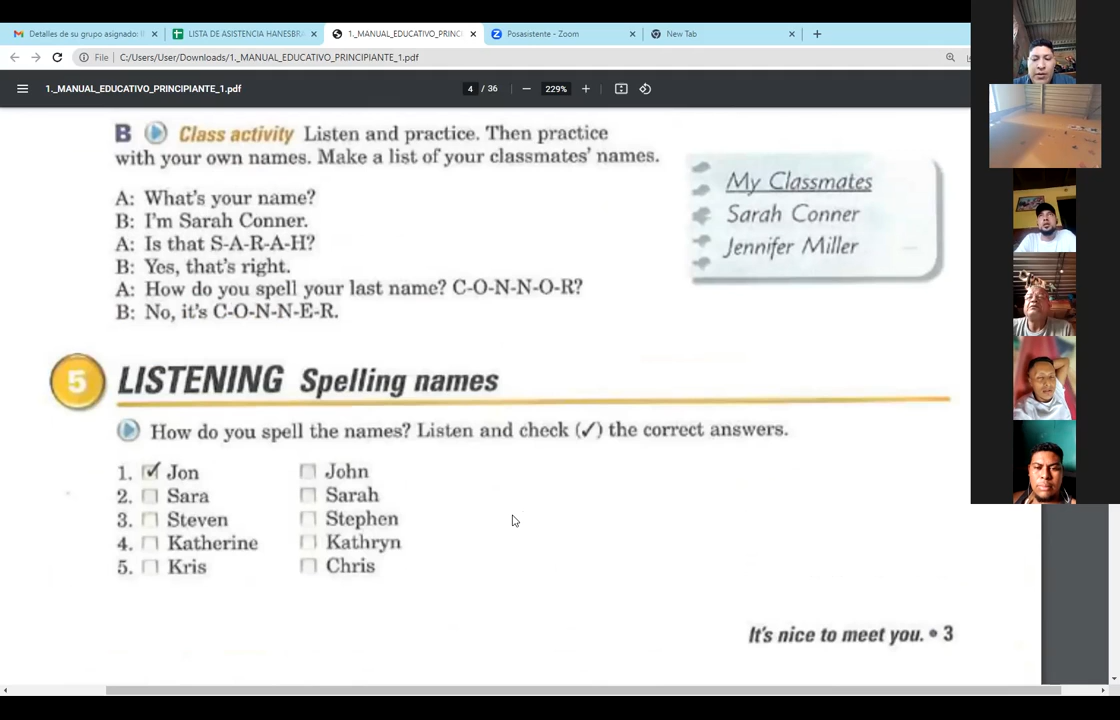 Detalles de su grupo asignado: I
LISTA DE ASISTENCIA HANESBRA
1._MANUAL_EDUCATIVO_PRINCI
Posasistente - Zoom
New Tab
File
C:/Users/User/Downloads/1._MANUAL_EDUCATIVO_PRINCIPIANTE_1.pdf
1._MANUAL_EDUCATIVO_PRINCIPIANTE_1.pdf
4 / 36
229%
B Class activity Listen and practice. Then practice
with your own names. Make a list of your classmates' names.
A: What's your name?
B: I'm Sarah Conner.
A: Is that S-A-R-A-H?
B: Yes, that's right.
A: How do you spell your last name? C-O-N-N-O-R?
B: No, it's C-O-N-N-E-R.
My Classmates
Sarah Conner
Jennifer Miller
5 LISTENING Spelling names
How do you spell the names? Listen and check (✓) the correct answers.
1. ✓ Jon John
2. Sara Sarah
3. Steven Stephen
4. Katherine Kathryn
5. Kris Chris
It's nice to meet you. • 3